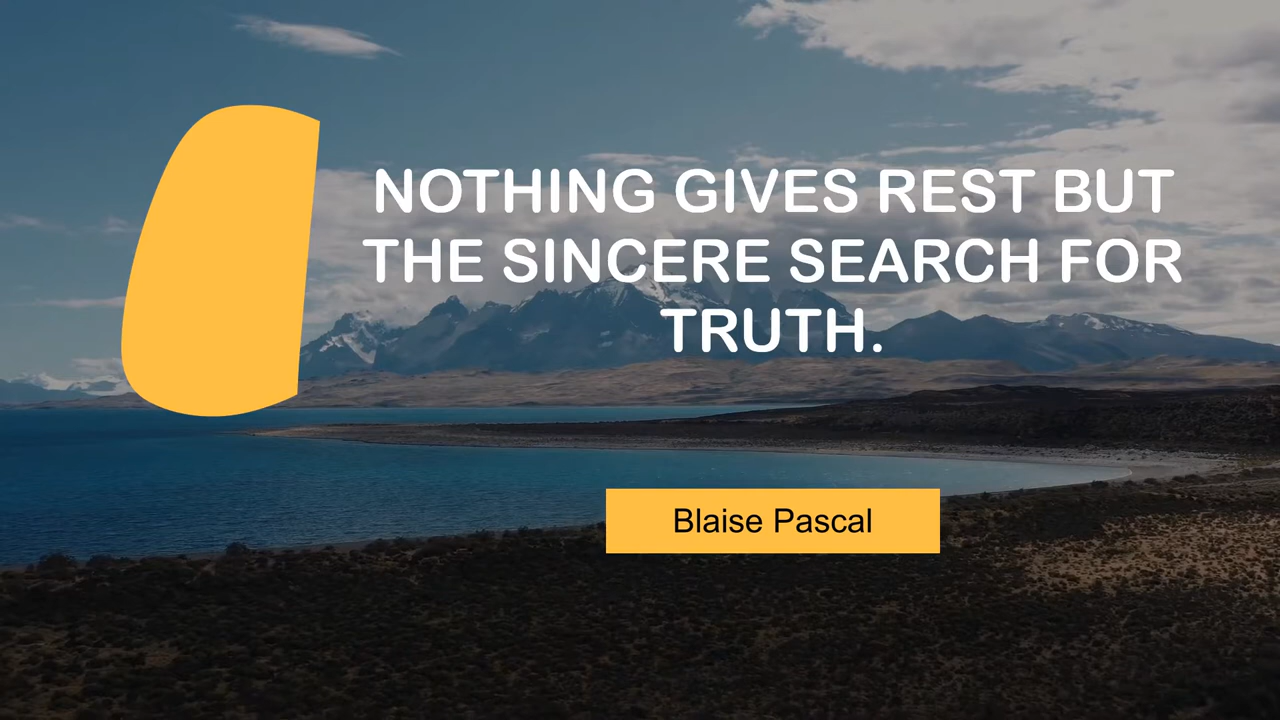 NOTHING GIVES REST BUT
THE SINCERE SEARCH FOR
TRUTH.
Blaise Pascal